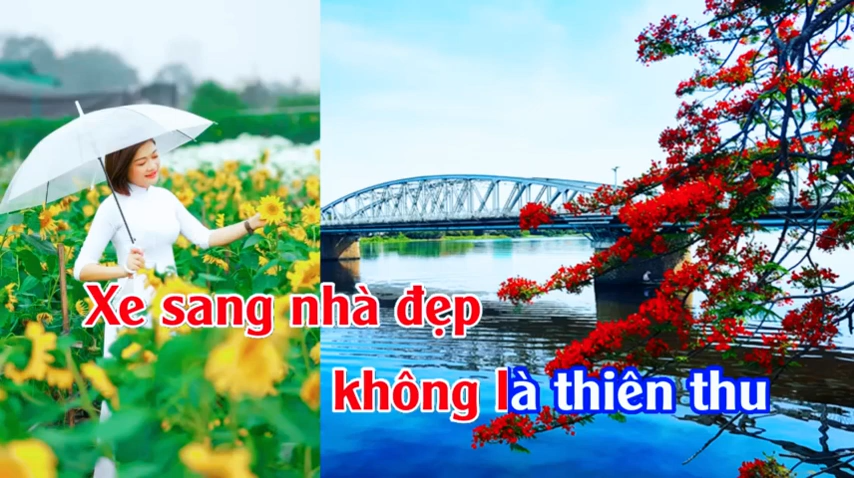 Xe sang nhà đẹp
không là thiên thu